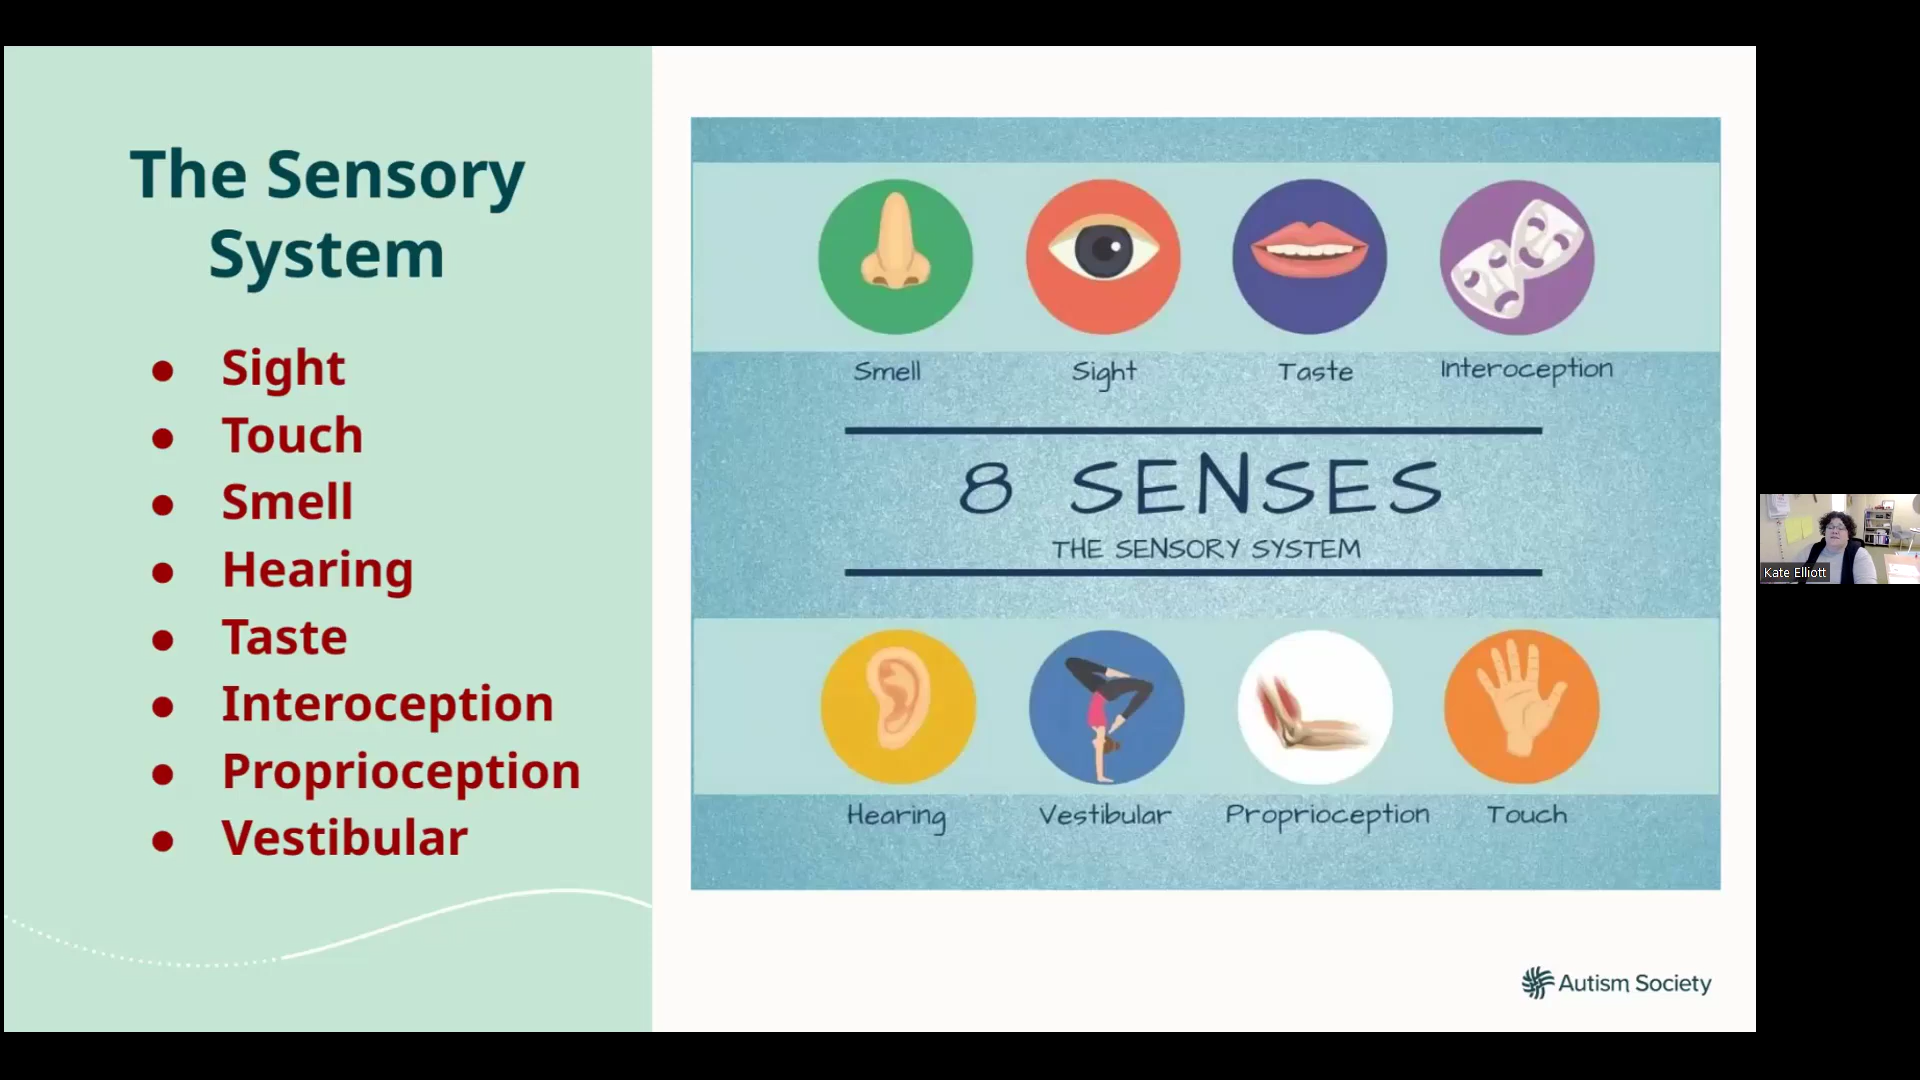 The Sensory
System
● Sight
● Touch
● Smell
● Hearing
● Taste
● Interoception
● Proprioception
● Vestibular
Smell Sight Taste Interoception
8 SENSES
THE SENSORY SYSTEM
Hearing Vestibular Proprioception Touch
Autism Society
Kate Elliott